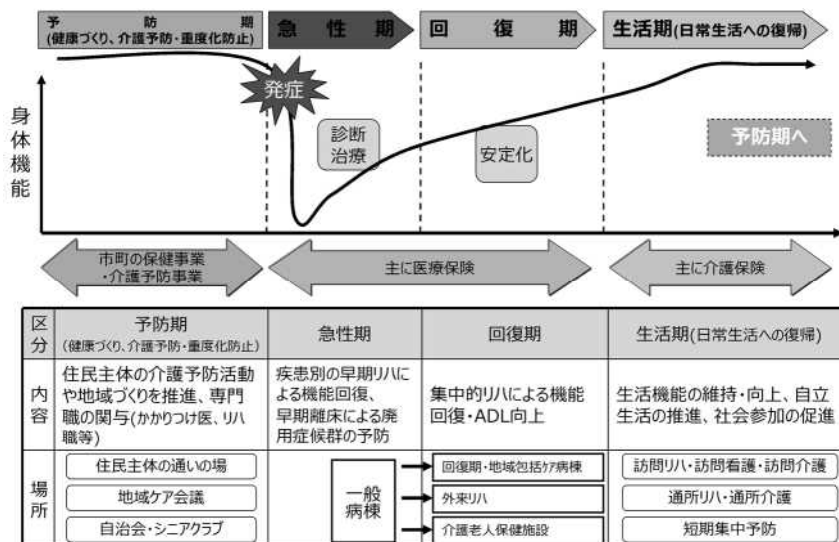 予防期
(健康づくり、介護予防・重度化防止)
急性期
回復期
生活期(日常生活への復帰)
身体機能
発症
診断
治療
安定化
予防期へ
市町の保健事業
・介護予防事業
主に医療保険
主に介護保険
区分
予防期
(健康づくり、介護予防・重度化防止)
急性期
回復期
生活期(日常生活への復帰)
内容
住民主体の介護予防活動
や地域づくりを推進、専門
職の関与(かかりつけ医、リハ
職等)
疾患別の早期リハによ
る機能回復、
早期離床による廃
用症候群の予防
集中的リハによる機能
回復・ADL向上
生活機能の維持・向上、自立
生活の推進、社会参加の促進
場所
住民主体の通いの場
地域ケア会議
自治会・シニアクラブ
一般
病棟
回復期・地域包括ケア病棟
外来リハ
介護老人保健施設
訪問リハ・訪問看護・訪問介護
通所リハ・通所介護
短期集中予防